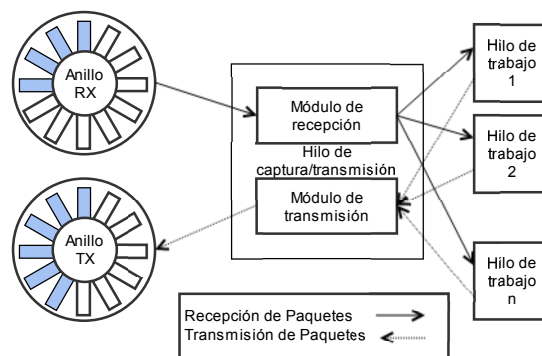 Anillo
RX
Módulo de
recepción
Hilo de
captura/transmisión
Módulo de
transmisión
Anillo
TX
Hilo de
trabajo
1
Hilo de
trabajo
2
Hilo de
trabajo
n
Recepción de Paquetes
Transmisión de Paquetes